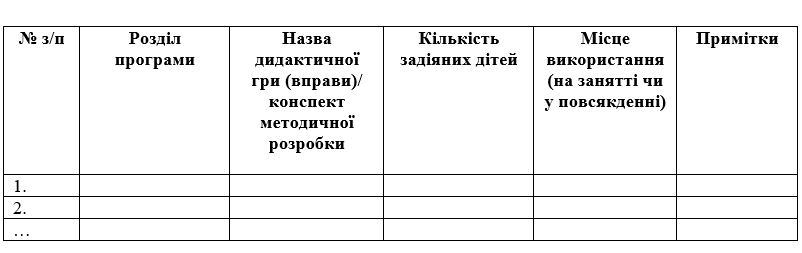 № з/п
Розділ
програми
Назва
дидактичної
гри (вправи)/
конспект
методичної
розробки
Кількість
задіяних дітей
Місце
використання
(на занятті чи
у повсякденні)
Примітки
1.
2.
…